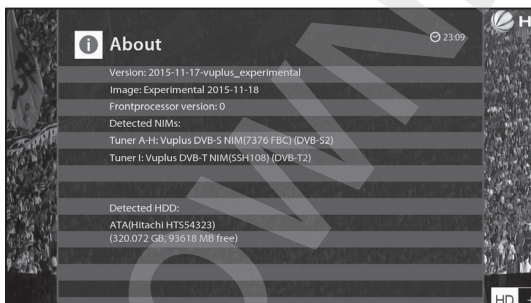 About
23:09
H
Version: 2015-11-17-vuplus_experimental
Image: Experimental 2015-11-18
Frontprocessor version: 0
Detected NIMs:
Tuner A-H: Vuplus DVB-S NIM(7376 FBC) (DVB-S2)
Tuner I: Vuplus DVB-T NIM(SSH108) (DVB-T2)
Detected HDD:
ATA(Hitachi HTS54323)
(320.072 GB, 93618 MB free)
HD